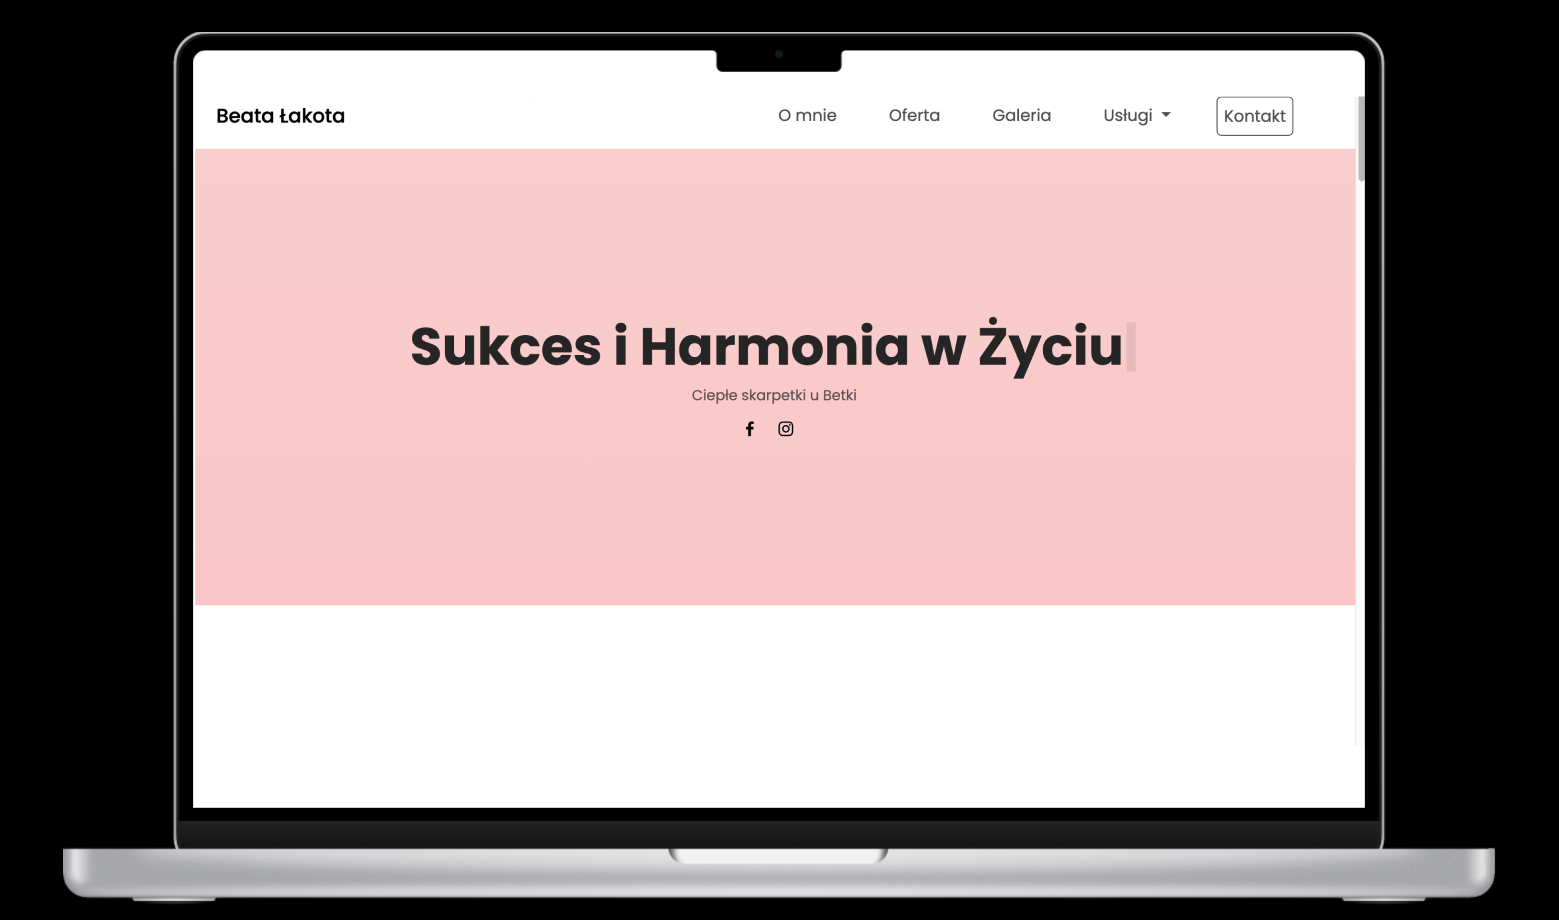 Beata Łakota
O mnie Oferta Galeria Usługi Kontakt
Sukces i Harmonia w Życiu
Ciepłe skarpetki u Betki